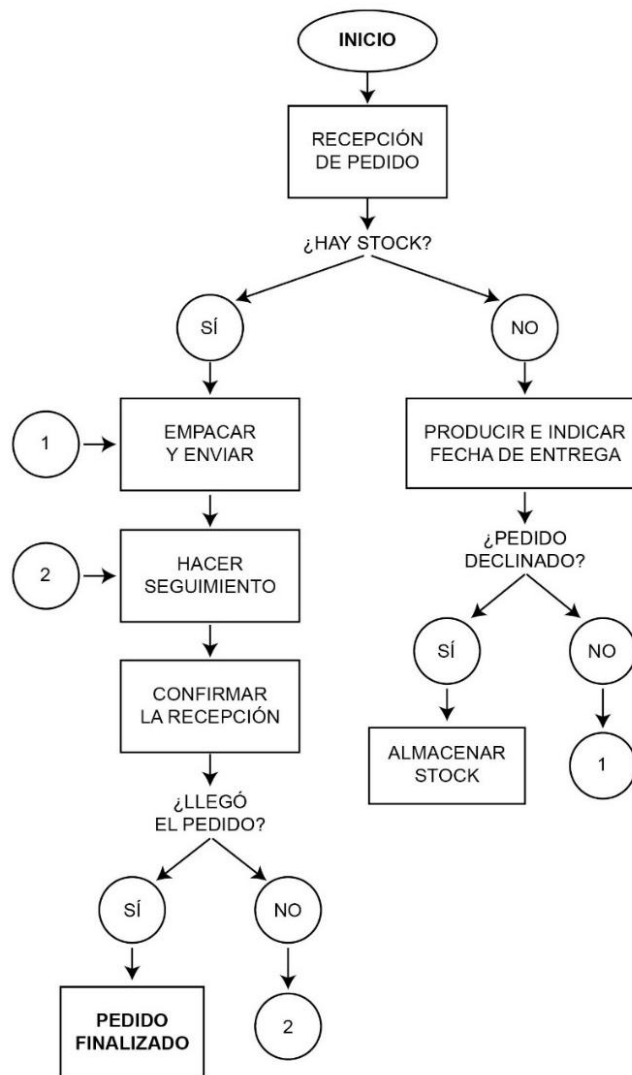 INICIO
RECEPCIÓN
DE PEDIDO
¿HAY STOCK?
SÍ
NO
1
EMPACAR
Y ENVIAR
PRODUCIR E INDICAR
FECHA DE ENTREGA
2
HACER
SEGUIMIENTO
¿PEDIDO
DECLINADO?
SÍ
NO
CONFIRMAR
LA RECEPCIÓN
ALMACENAR
STOCK
1
¿LLEGÓ
EL PEDIDO?
SÍ
NO
PEDIDO
FINALIZADO
2